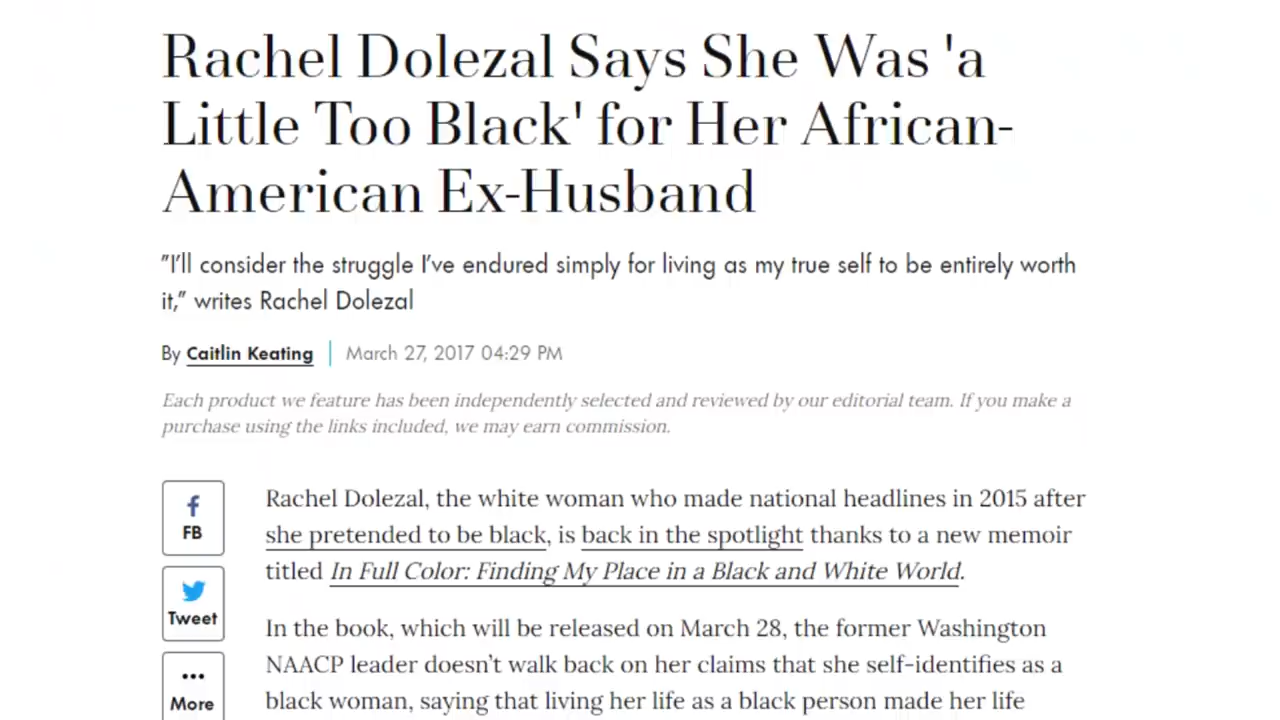 Rachel Dolezal Says She Was 'a
Little Too Black' for Her African-
American Ex-Husband
"I'll consider the struggle I've endured simply for living as my true self to be entirely worth
it," writes Rachel Dolezal
By Caitlin Keating | March 27, 2017 04:29 PM
Each product we feature has been independently selected and reviewed by our editorial team. If you make a
purchase using the links included, we may earn commission.
f
FB
Tweet
•••
More
Rachel Dolezal, the white woman who made national headlines in 2015 after
she pretended to be black, is back in the spotlight thanks to a new memoir
titled In Full Color: Finding My Place in a Black and White World.
In the book, which will be released on March 28, the former Washington
NAACP leader doesn't walk back on her claims that she self-identifies as a
black woman, saying that living her life as a black person made her life